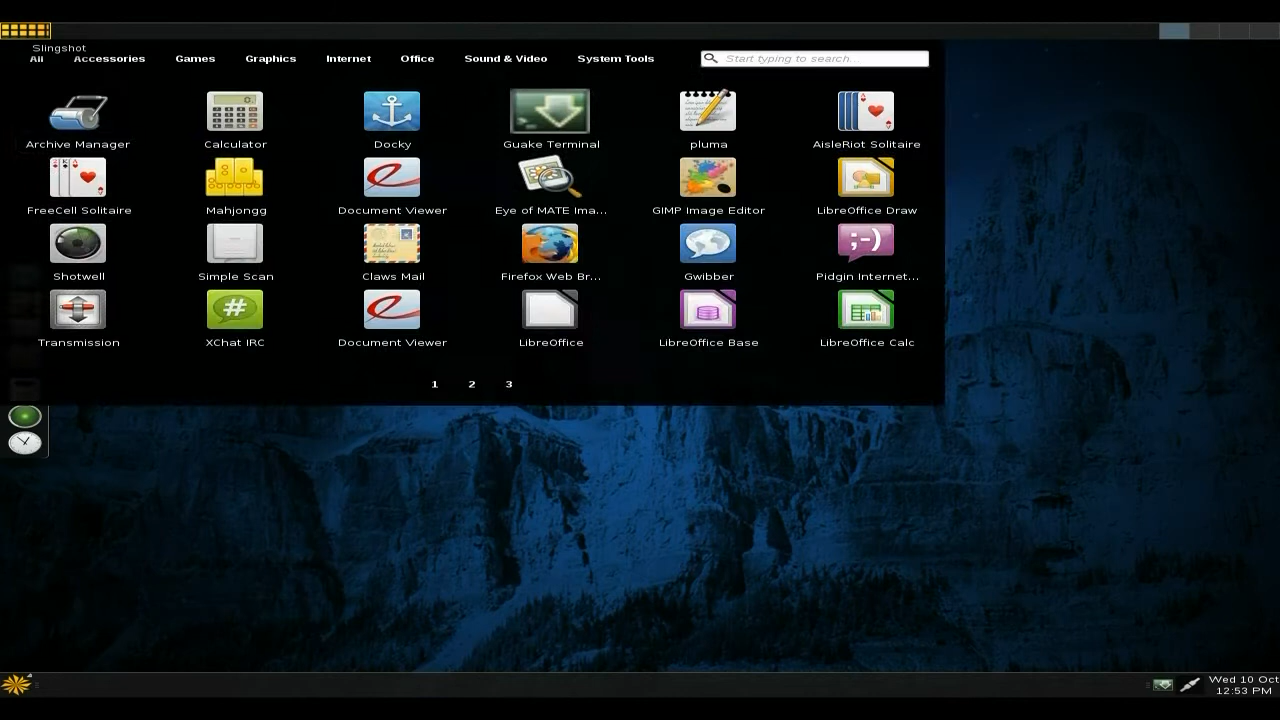 Slingshot
All Accessories Games Graphics Internet Office Sound & Video System Tools Start typing to search...
Archive Manager Calculator Docky Guake Terminal pluma AisleRiot Solitaire
FreeCell Solitaire Mahjongg Document Viewer Eye of MATE Ima... GIMP Image Editor LibreOffice Draw
Shotwell Simple Scan Claws Mail Firefox Web Br... Gwibber Pidgin Internet...
Transmission XChat IRC Document Viewer LibreOffice LibreOffice Base LibreOffice Calc
1 2 3
Wed 10 Oct
12:53 PM